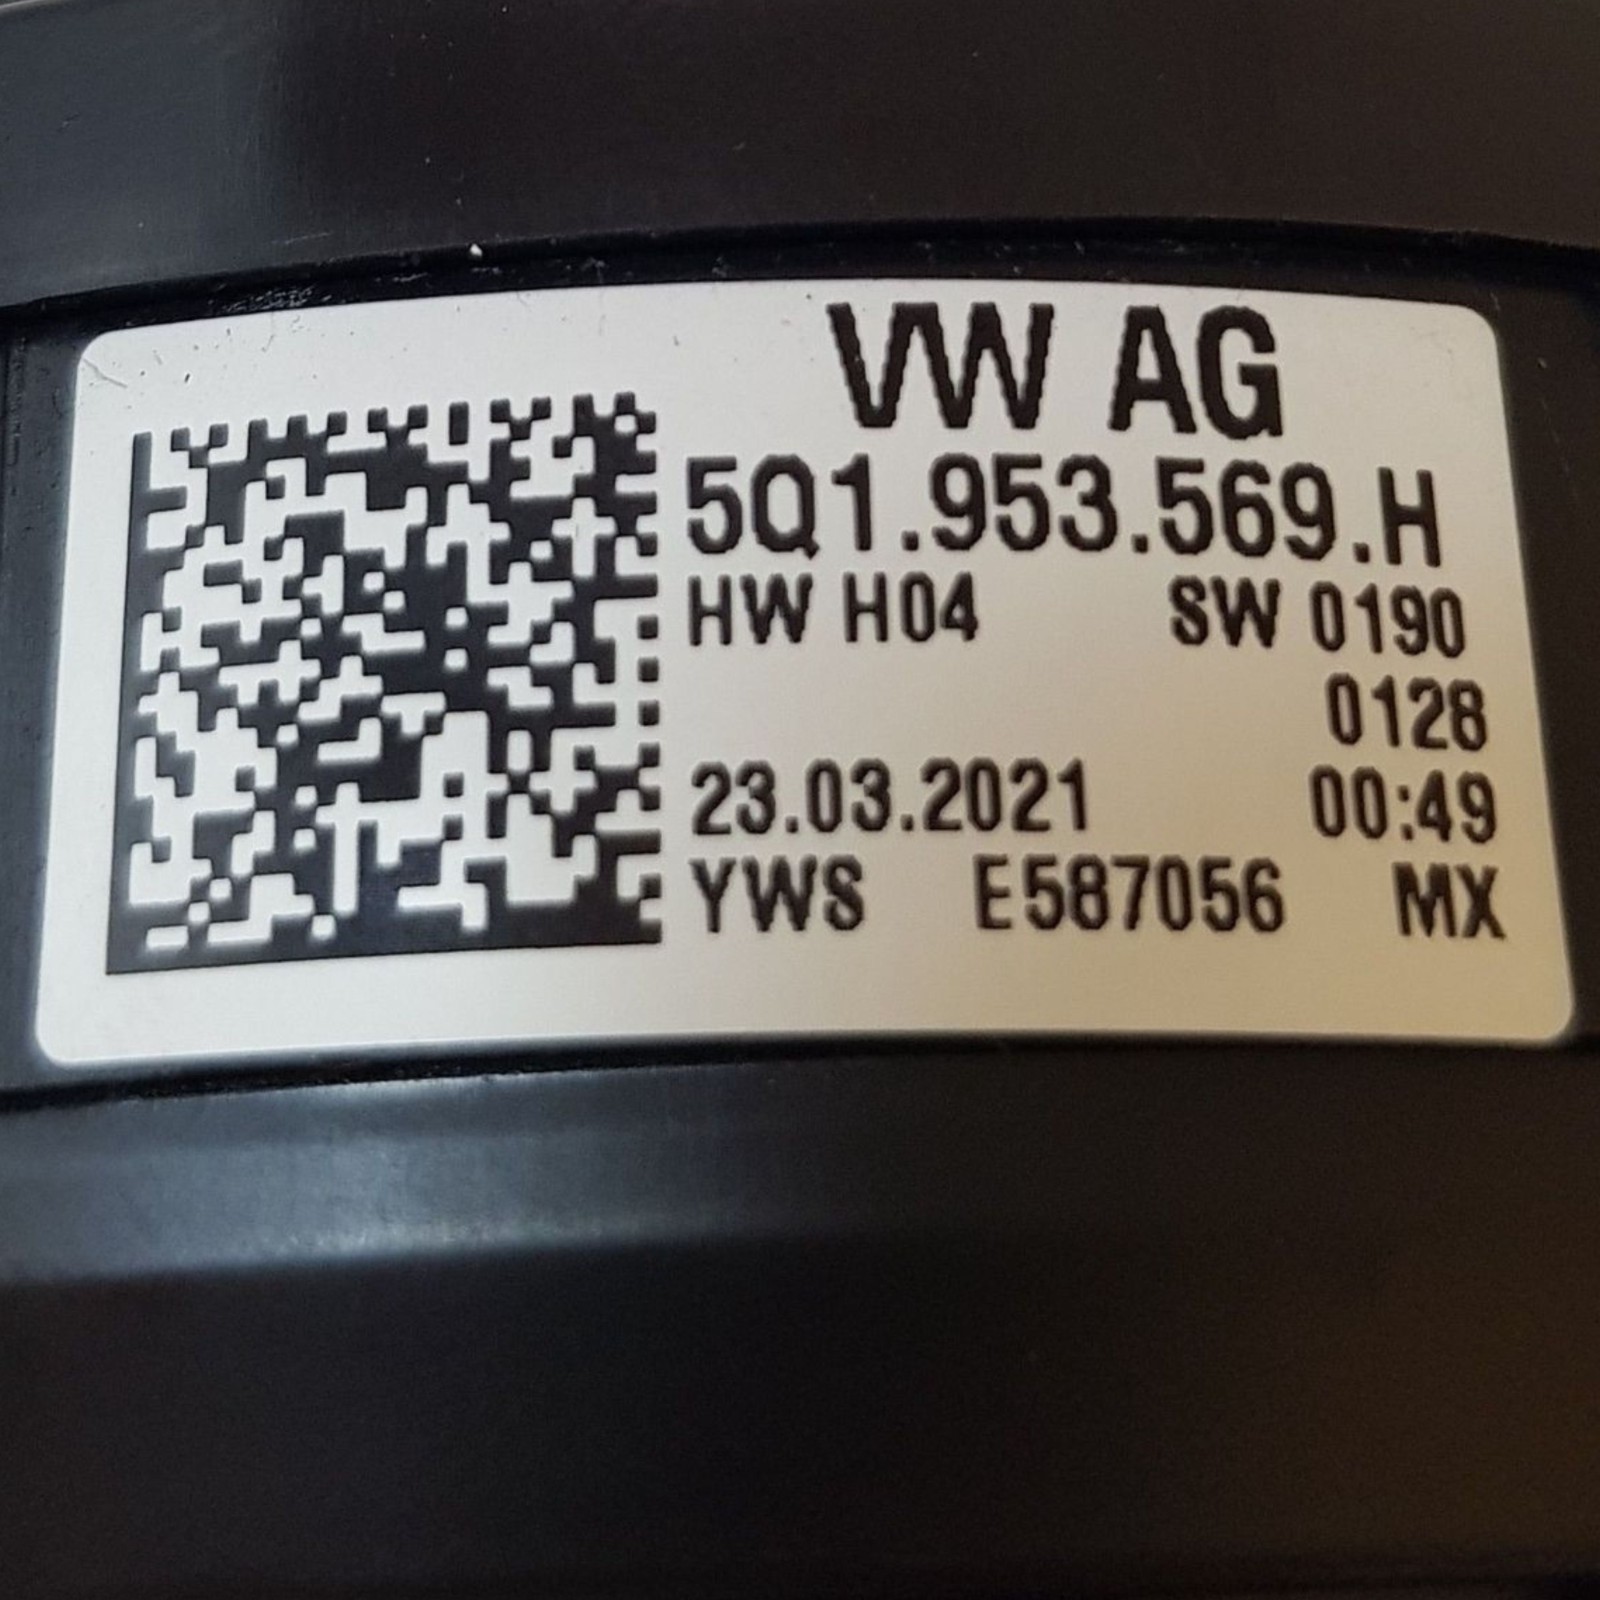 VW AG
5Q1.953.569.H
HW H04 SW 0190
0128
23.03.2021 00:49
YWS E587056 MX